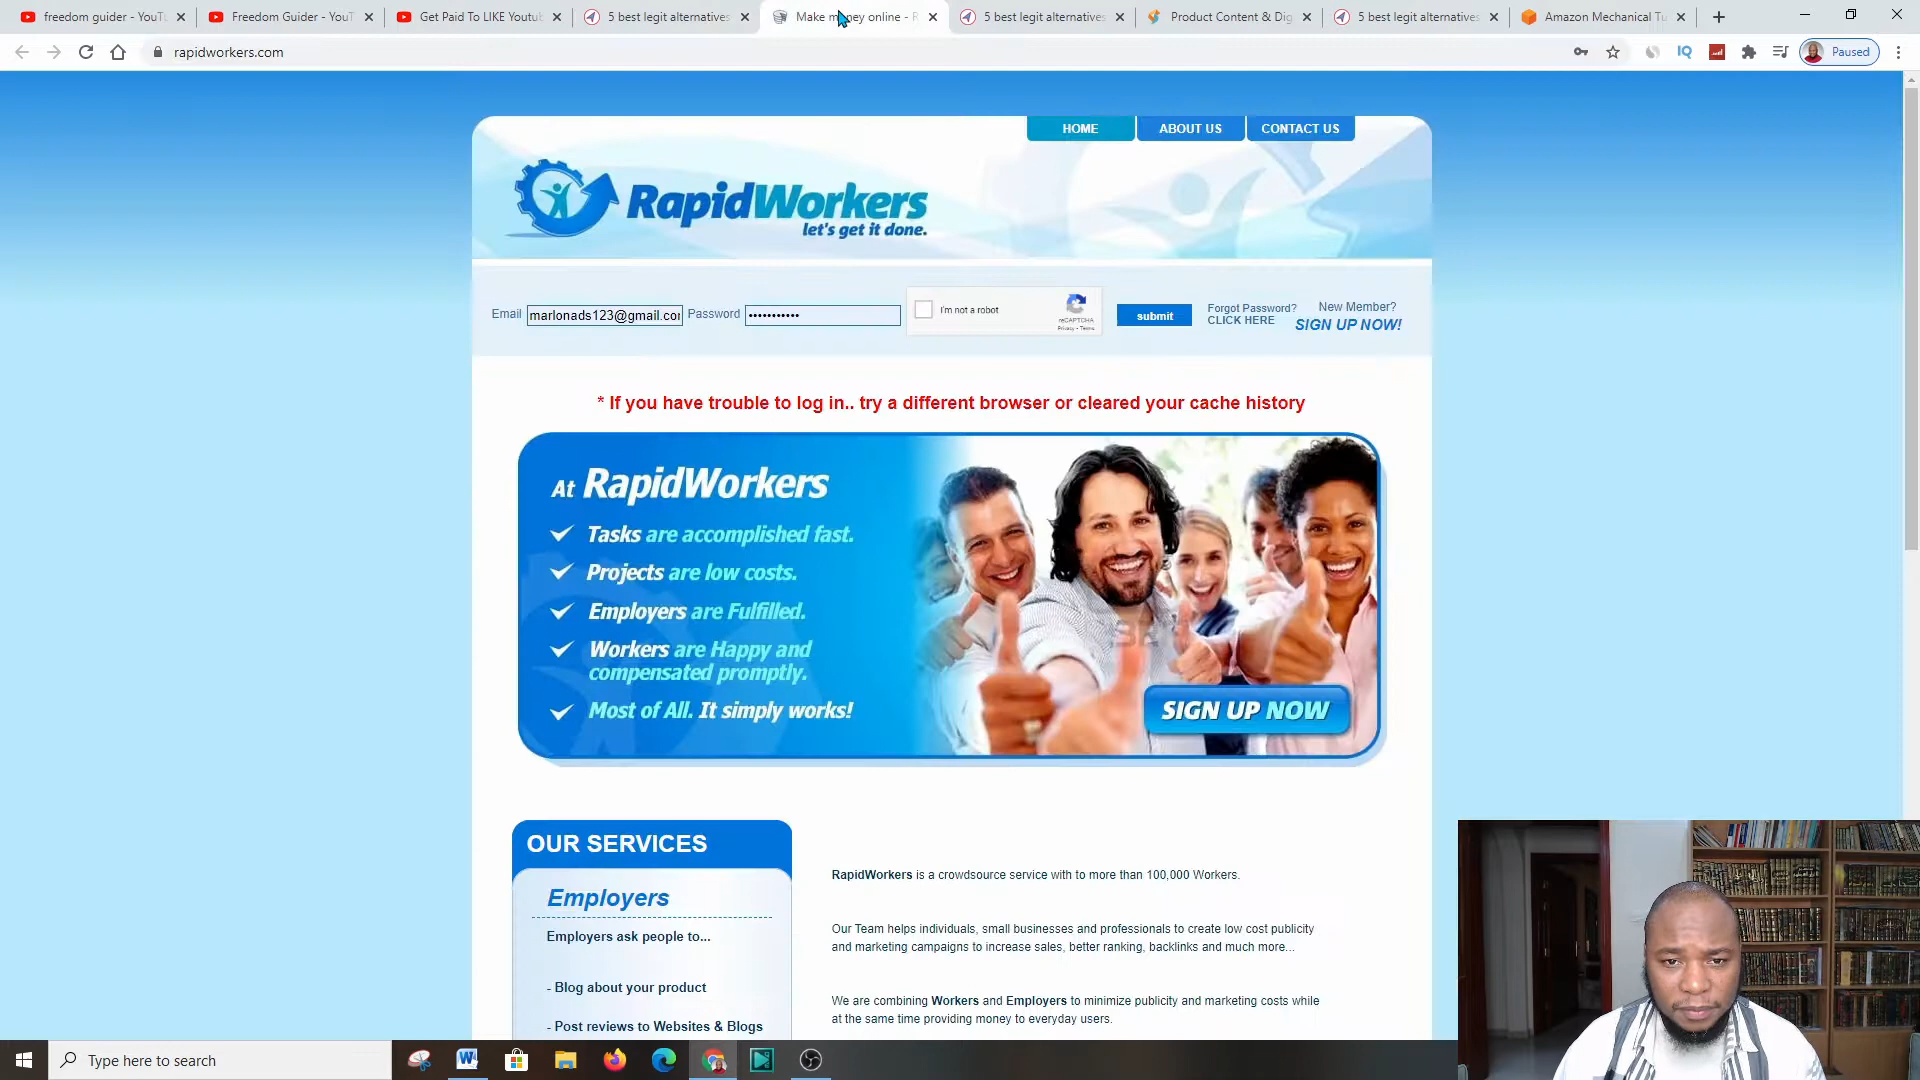 freedom guider - YouTu
Freedom Guider - YouT
Get Paid To LIKE Youtub
5 best legit alternatives
Make money online - R
5 best legit alternatives
Product Content & Dig
5 best legit alternatives
Amazon Mechanical Tu
rapidworkers.com
IQ
Paused
HOME
ABOUT US
CONTACT US
RapidWorkers
let's get it done.
Email
marlonads123@gmail.co
Password
I'm not a robot
reCAPTCHA
Privacy - Terms
submit
Forgot Password?
CLICK HERE
New Member?
SIGN UP NOW!
* If you have trouble to log in.. try a different browser or cleared your cache history
At RapidWorkers
Tasks are accomplished fast.
Projects are low costs.
Employers are Fulfilled.
Workers are Happy and
compensated promptly.
Most of All. It simply works!
SIGN UP NOW
OUR SERVICES
Employers
Employers ask people to...
- Blog about your product
- Post reviews to Websites & Blogs
RapidWorkers is a crowdsource service with to more than 100,000 Workers.
Our Team helps individuals, small businesses and professionals to create low cost publicity
and marketing campaigns to increase sales, better ranking, backlinks and much more...
We are combining Workers and Employers to minimize publicity and marketing costs while
at the same time providing money to everyday users.
Type here to search